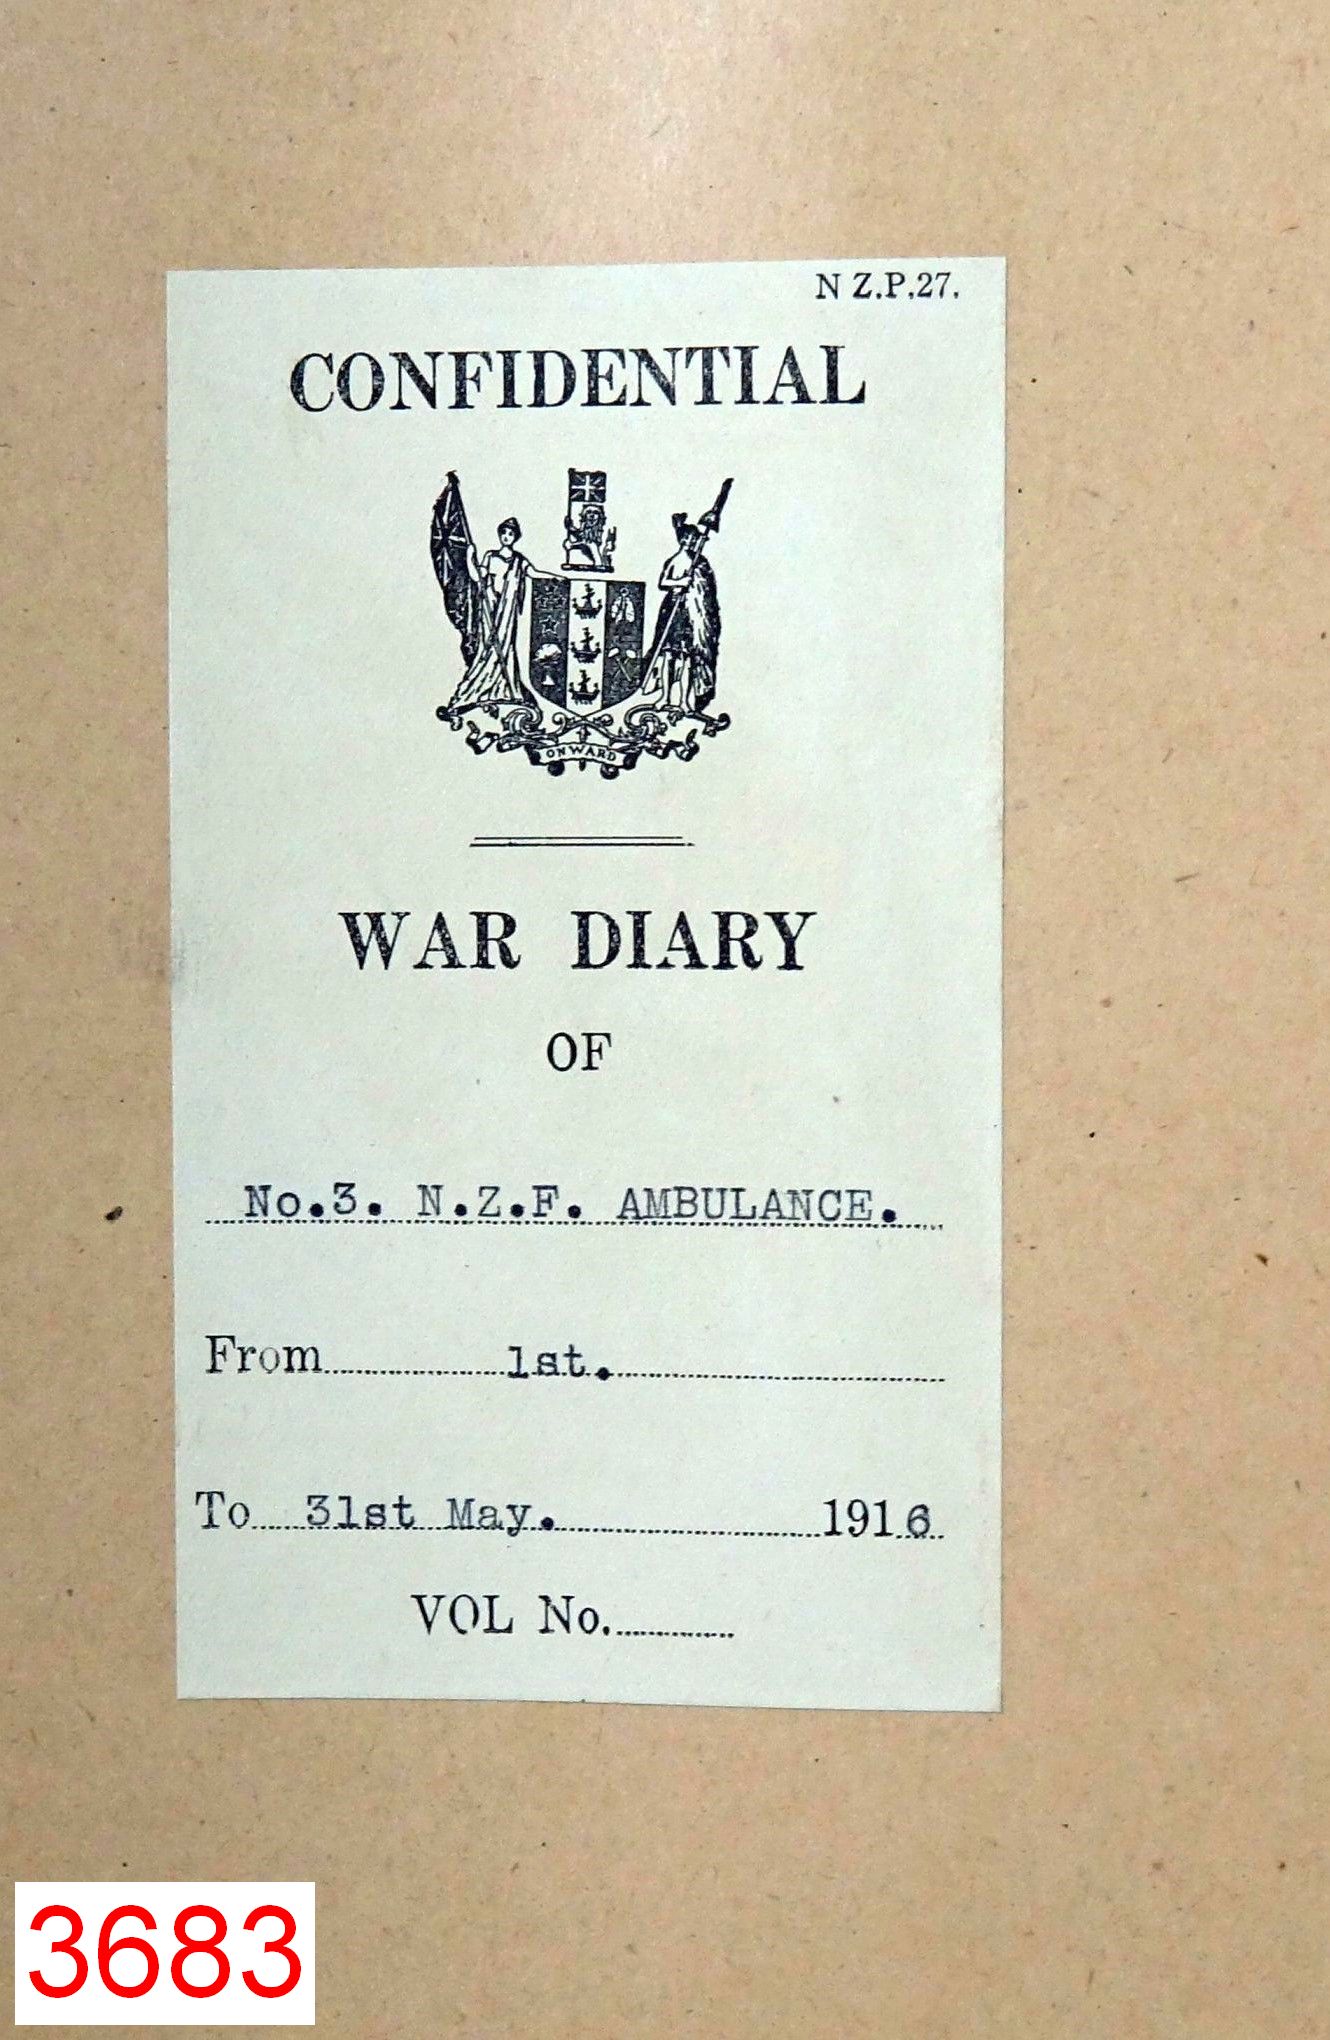 N Z.P.27.
CONFIDENTIAL
ONWARD
WAR DIARY
OF
No.3. N.Z.F. AMBULANCE.
From 1st.
To 31st May. 1916
VOL No.
3683